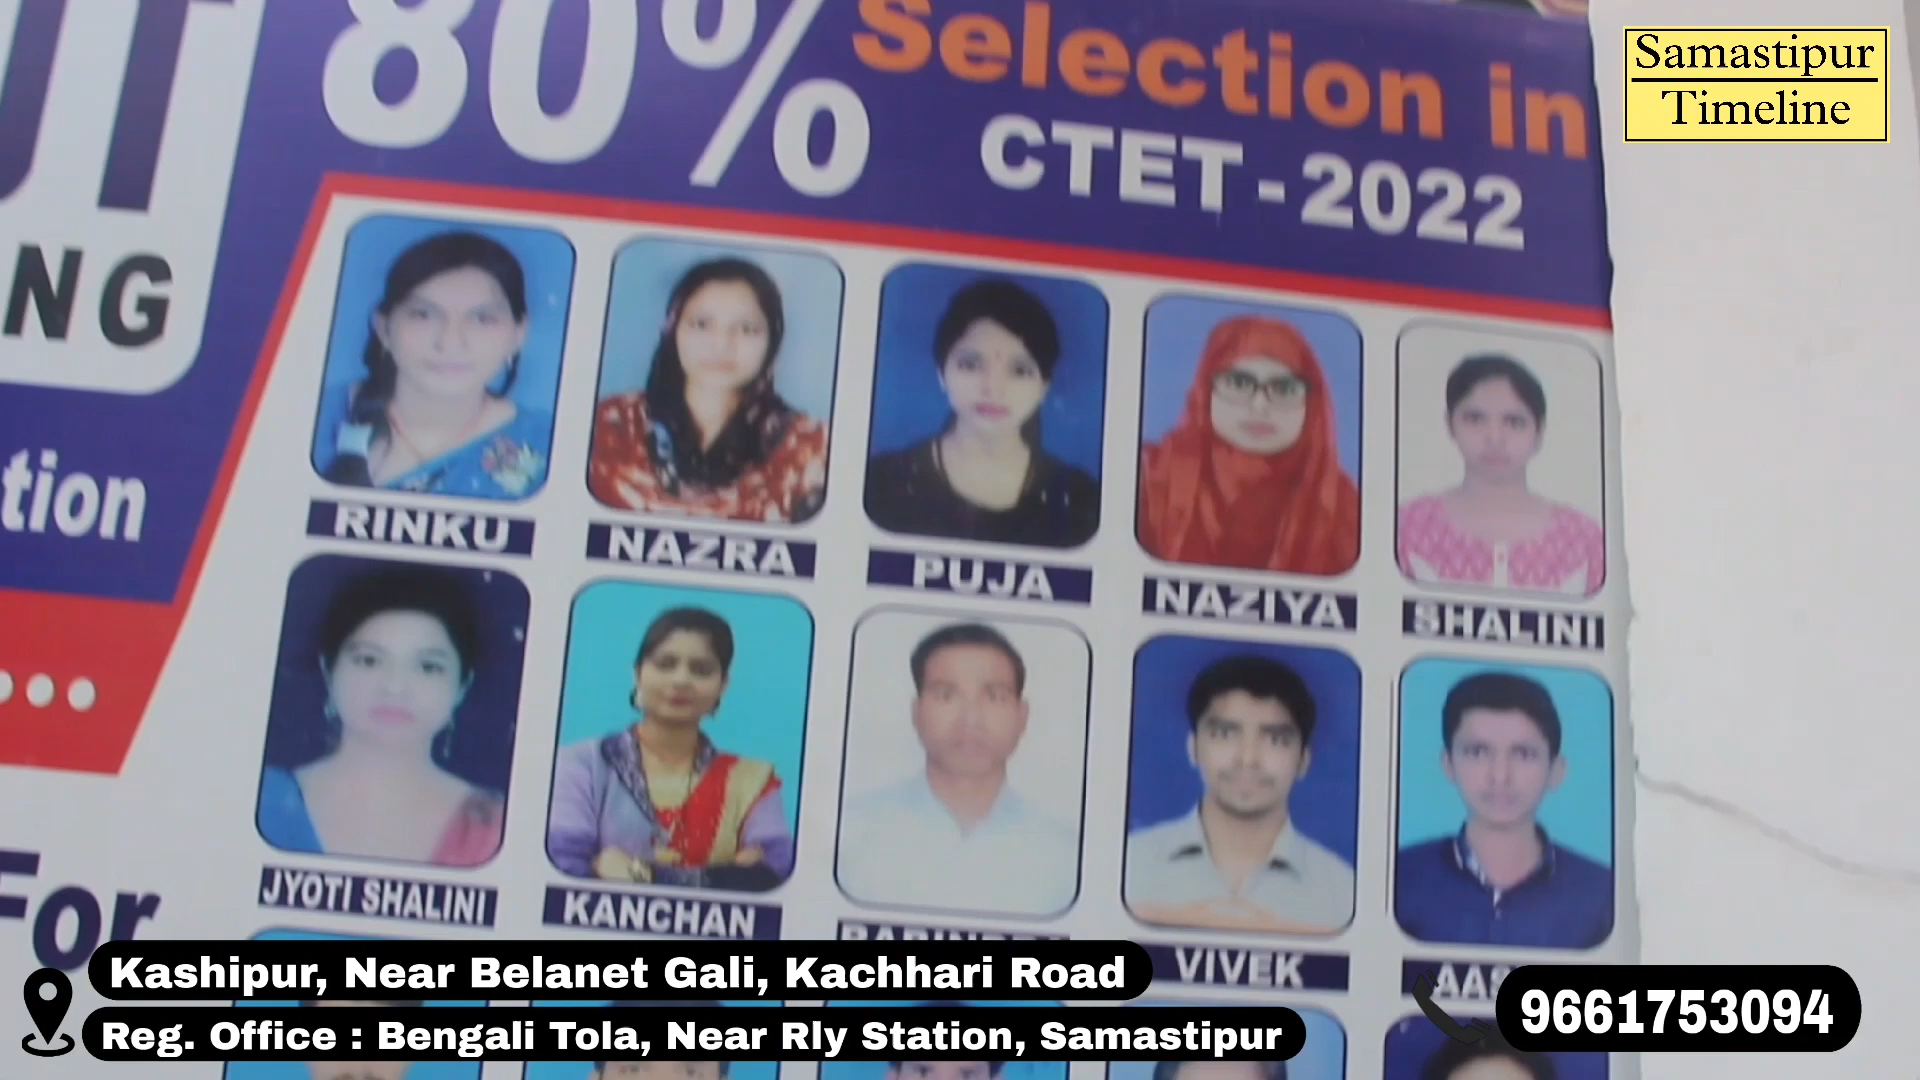 80% Selection in
CTET - 2022
NG
tion
For
RINKU
NAZRA
PUJA
NAZIYA
SHALINI
JYOTI SHALINI
KANCHAN
VIVEK
Samastipur
Timeline
Kashipur, Near Belanet Gali, Kachhari Road
Reg. Office : Bengali Tola, Near Rly Station, Samastipur
9661753094